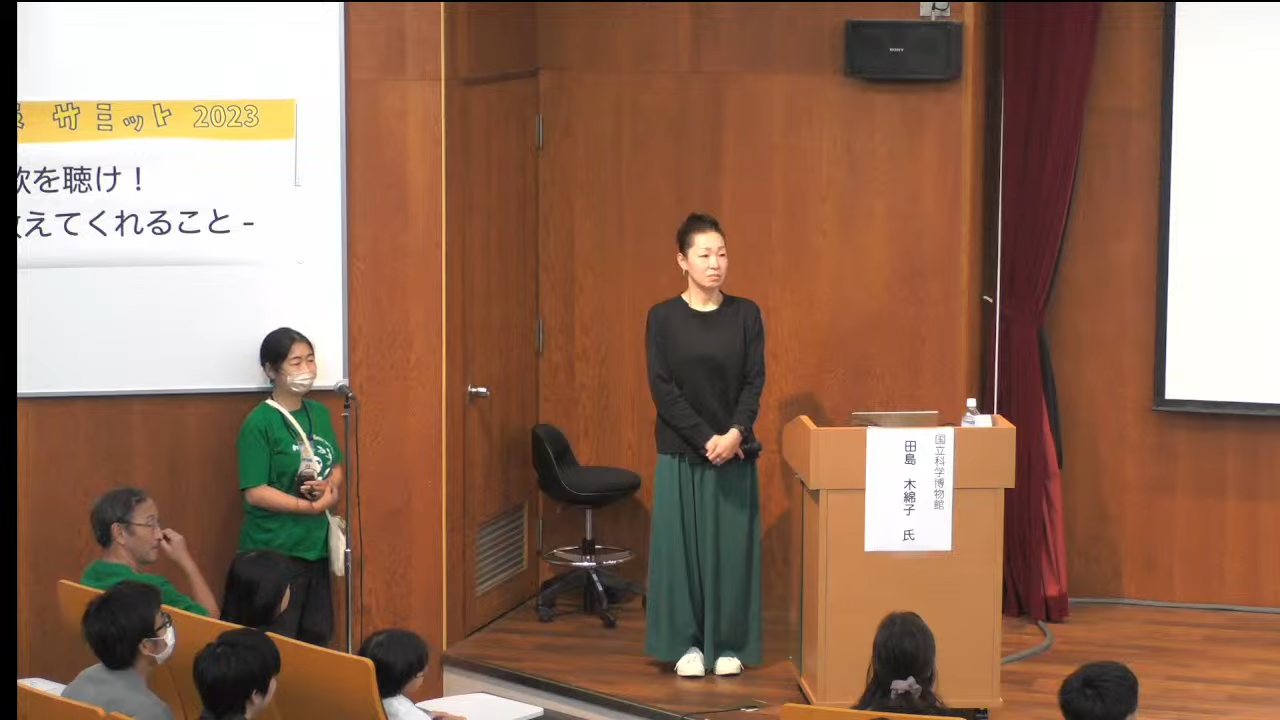 サミット 2023
を聴け！
えてくれること -
SONY
国立科学博物館
田島 木綿子 氏